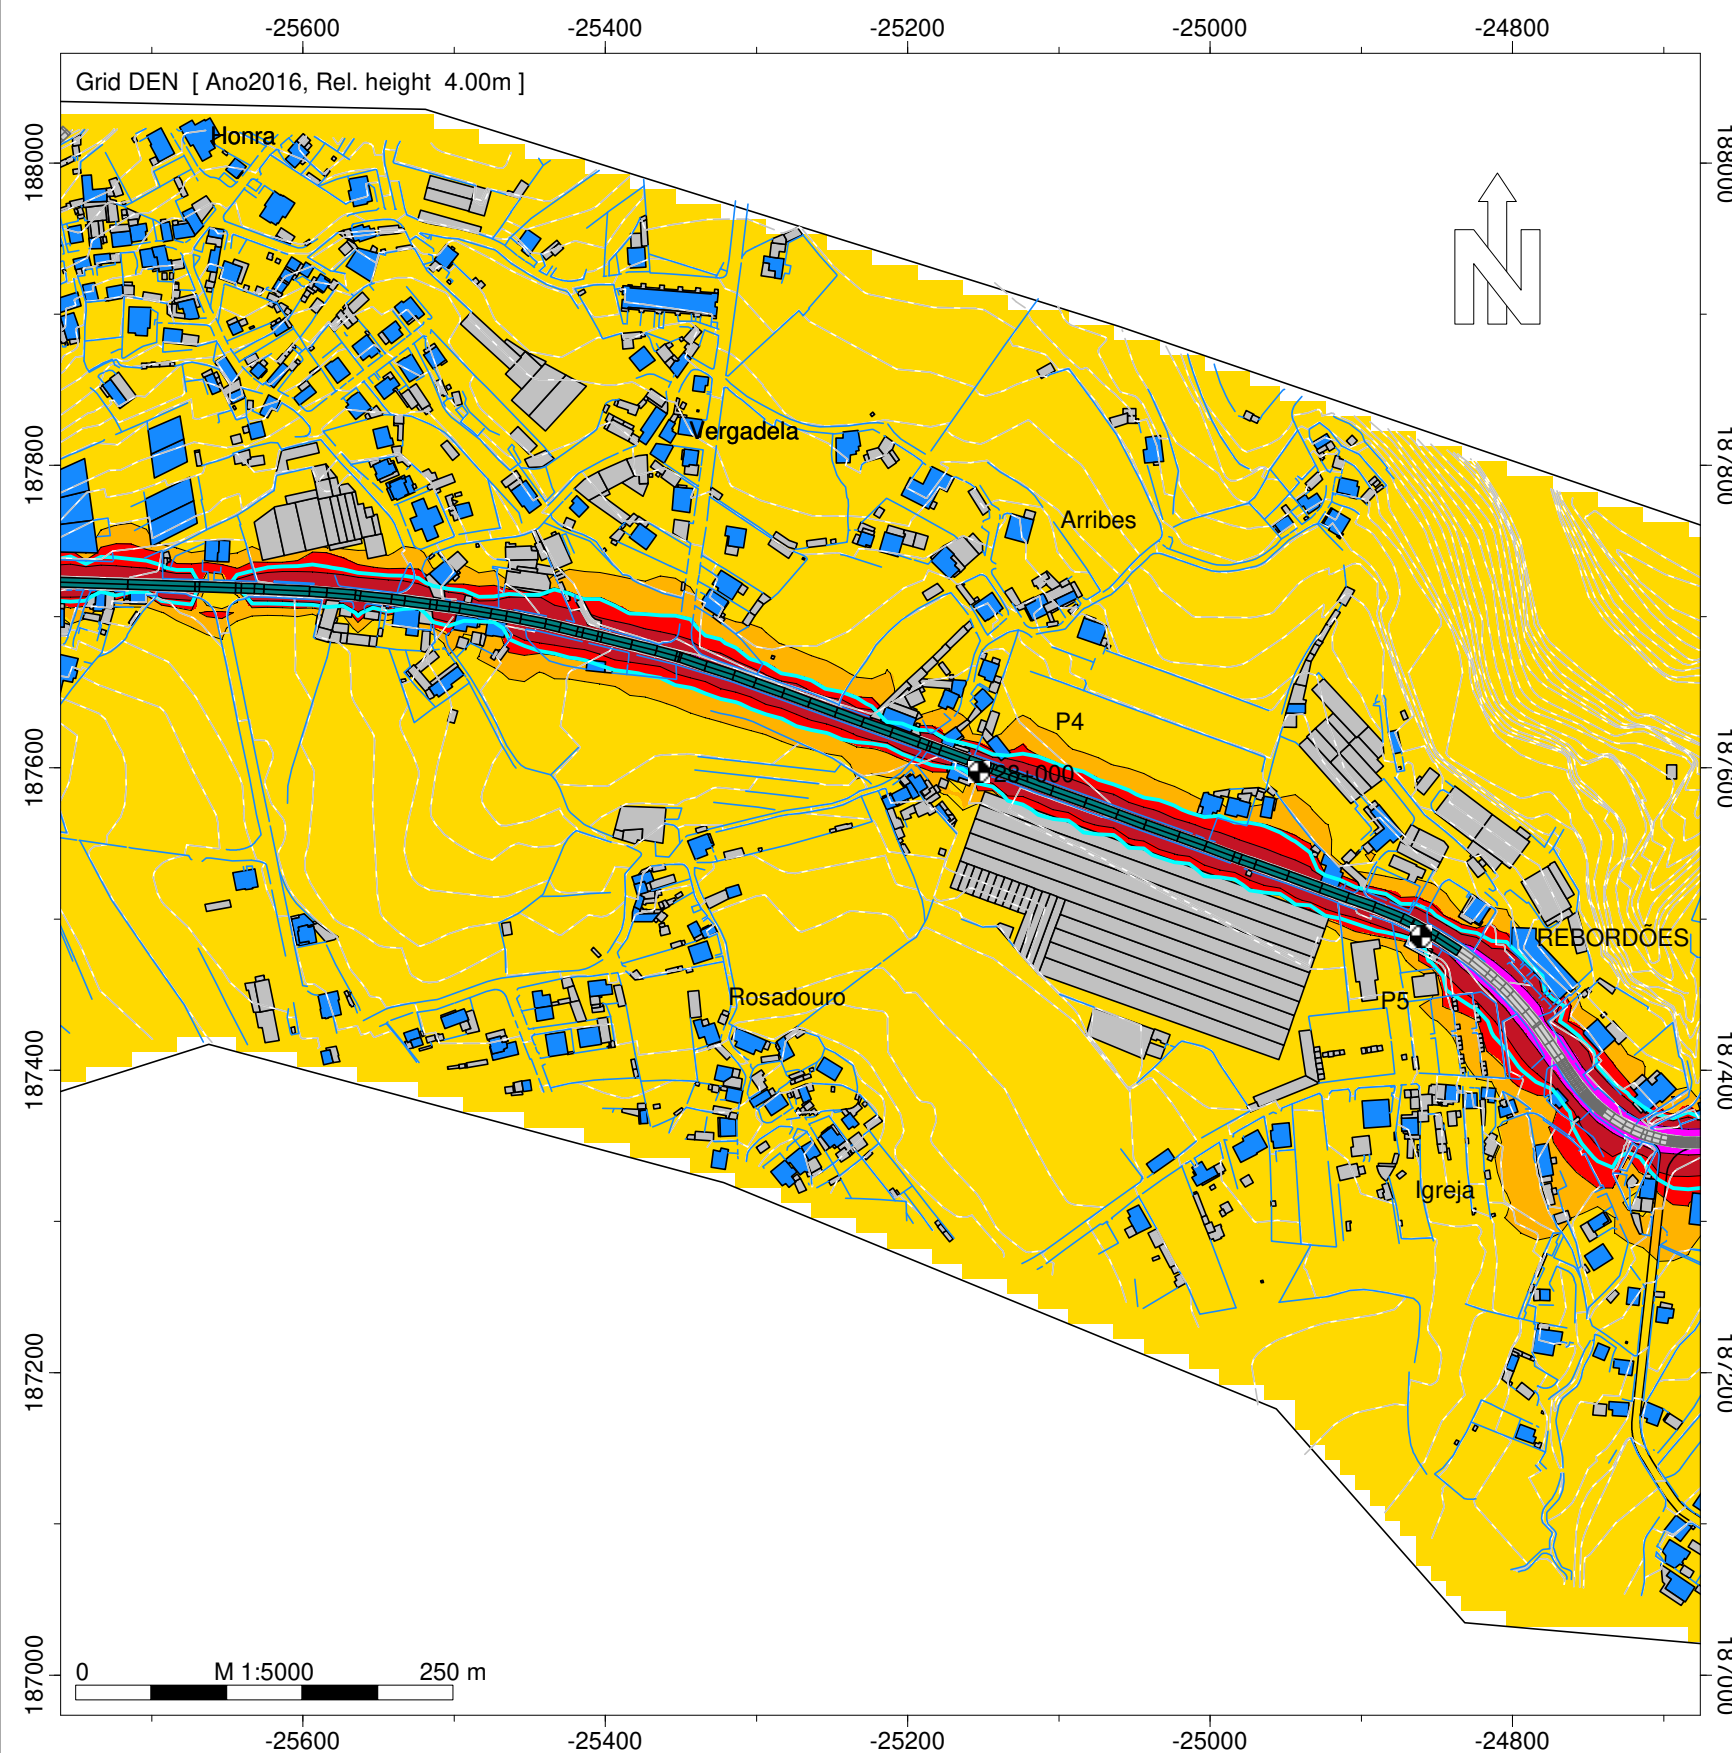 -25600 -25400 -25200 -25000 -24800
Grid DEN [ Ano2016, Rel. height 4.00m ]
Honra
188000 188000
N
187800 187800
Vergadela
Arribes
P4
187600 187600
28+000
REBORDÕES
Rosadouro
P5
187400 187400
Igreja
187200 187200
187000 187000
0 M 1:5000 250 m
-25600 -25400 -25200 -25000 -24800